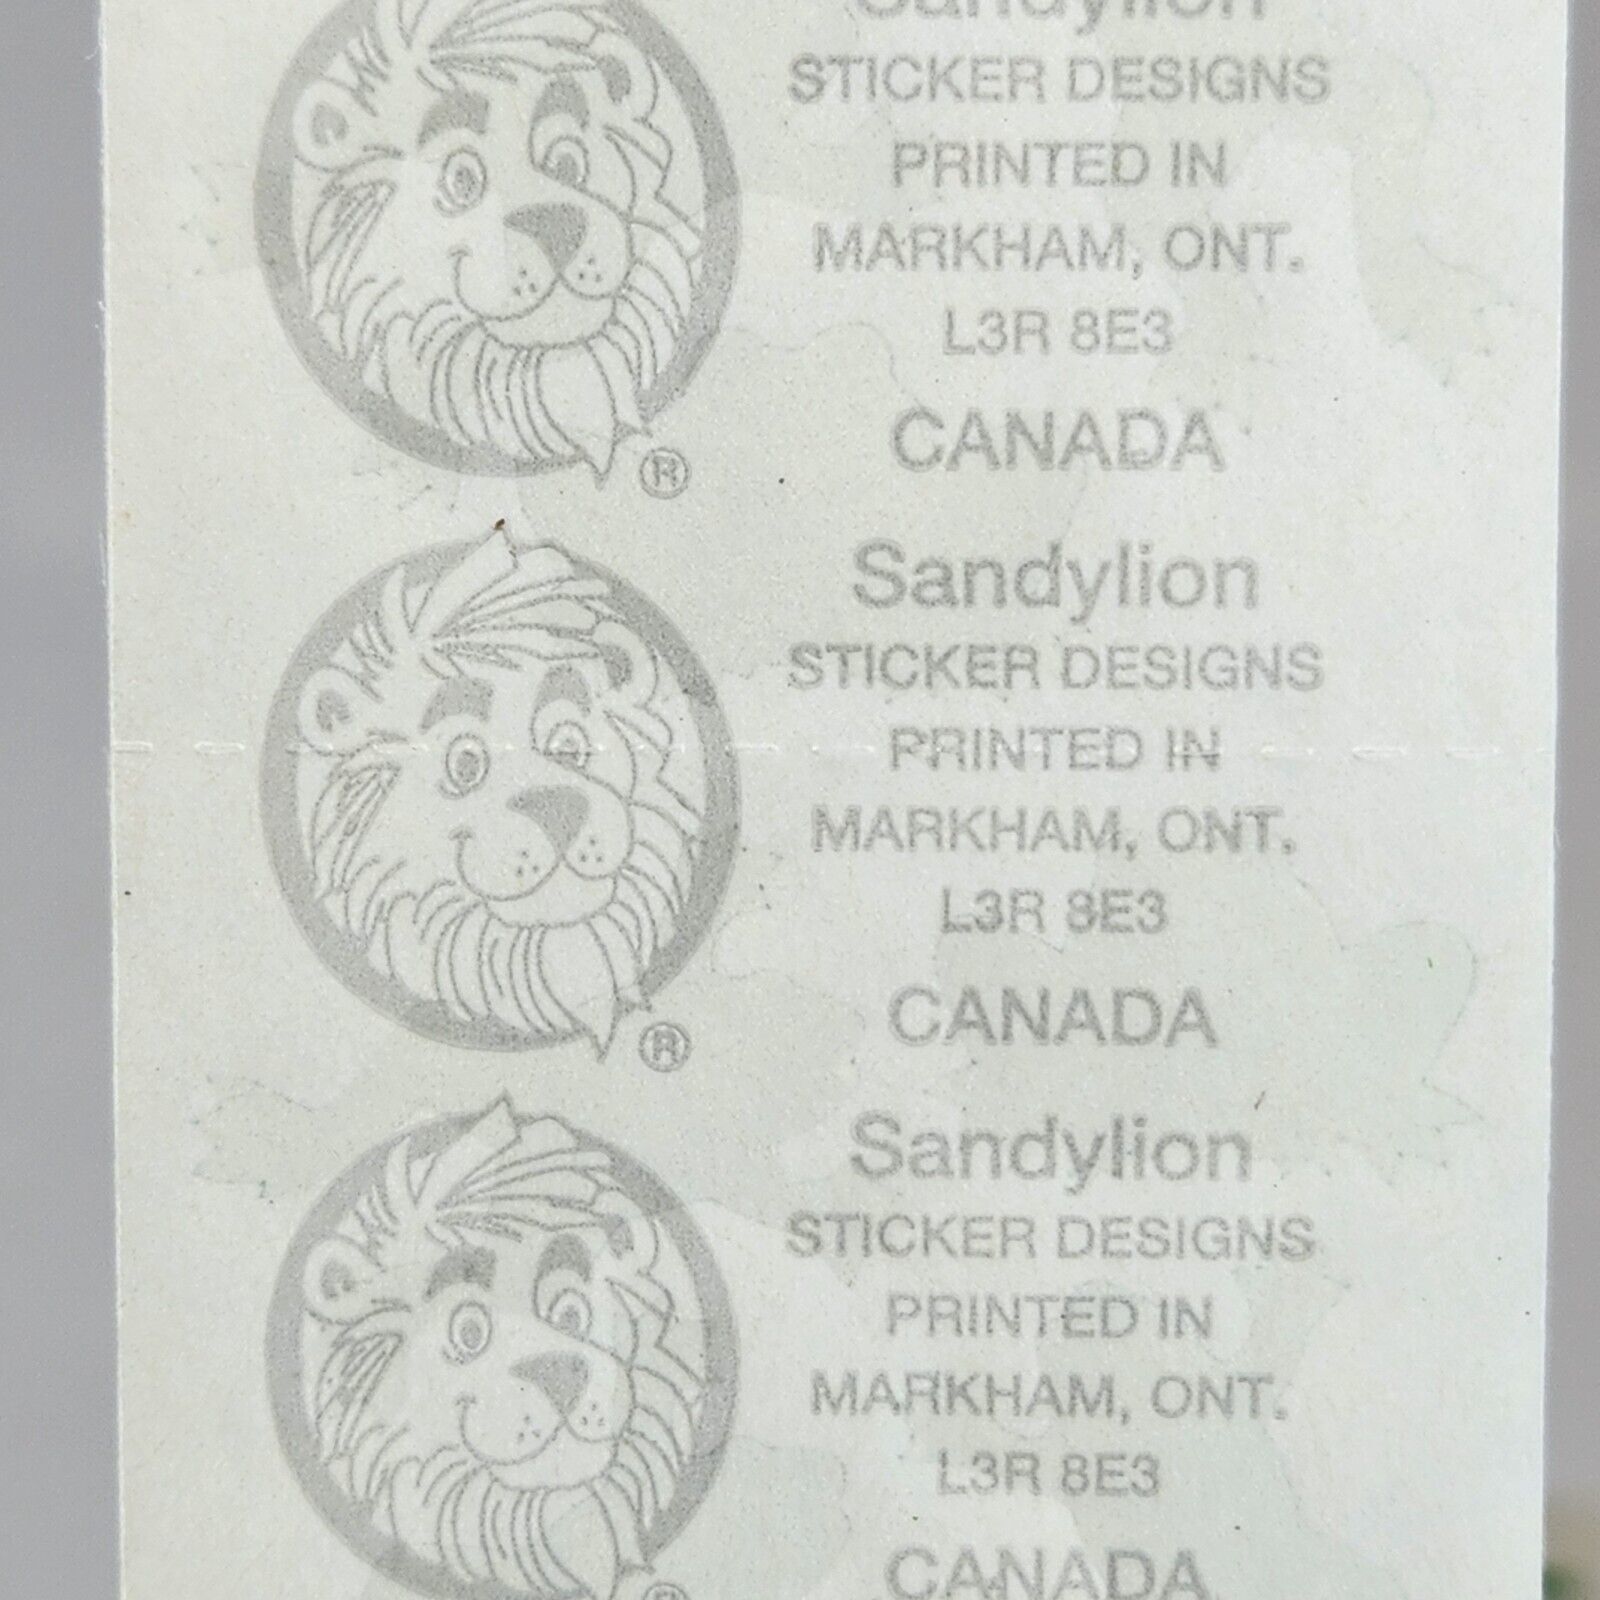 Sandylion
STICKER DESIGNS
PRINTED IN
MARKHAM, ONT.
L3R 8E3
CANADA
®
Sandylion
STICKER DESIGNS
PRINTED IN
MARKHAM, ONT.
L3R 8E3
CANADA
®
Sandylion
STICKER DESIGNS
PRINTED IN
MARKHAM, ONT.
L3R 8E3
CANADA
®